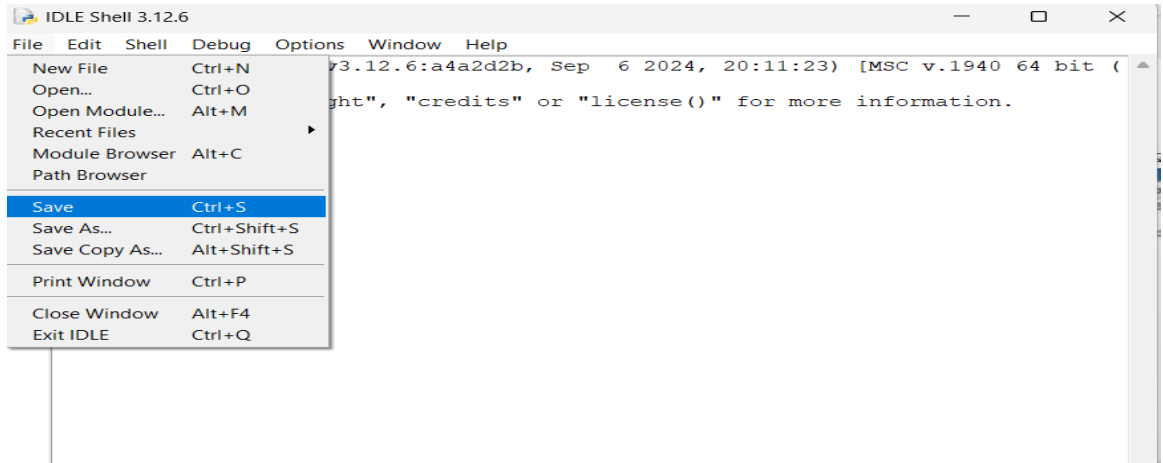 IDLE Shell 3.12.6
File Edit Shell Debug Options Window Help
New File Ctrl+N
Open... Ctrl+O
Open Module... Alt+M
Recent Files
Module Browser Alt+C
Path Browser
Save Ctrl+S
Save As... Ctrl+Shift+S
Save Copy As... Alt+Shift+S
Print Window Ctrl+P
Close Window Alt+F4
Exit IDLE Ctrl+Q
v3.12.6:a4a2d2b, Sep 6 2024, 20:11:23) [MSC v.1940 64 bit (
ght", "credits" or "license()" for more information.